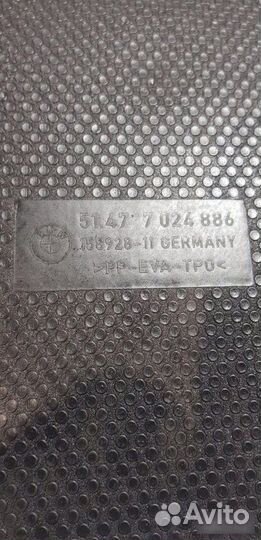 51.47 7 024 886
158928-11 GERMANY
>PP-EVA-TPO<
Avito